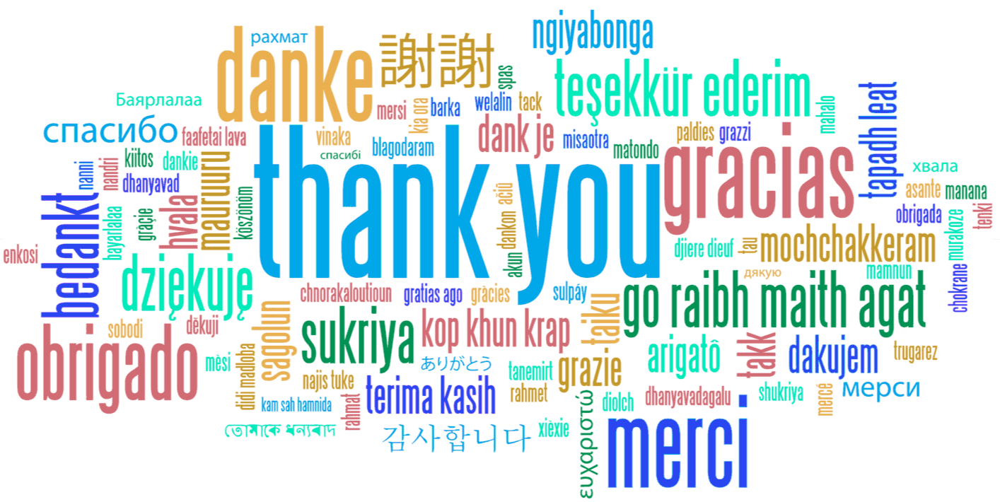 ngiyabonga
danke
рахмат
謝謝
spas
teşekkür ederim
tapadh leat
Баярлалаа
mersi
kia ora
barka
welalin
tack
mahalo
спасибо
faafetai lava
vinaka
dank je
misaotra
paldies
grazzi
gracias
спасибі
blagodaram
matondo
thank you
nanni
nandri
kiitos
dankie
mauruuru
хвала
dhanyavad
asante
manana
bedankt
bayarlalaa
gràçie
hvala
köszönöm
dankon
ačiū
obrigada
murakoze
tenki
enkosi
akun
djiere dieuf
tau
mochchakkeram
дякую
mamnun
chokrane
dziękuję
chnorakaloutioun
gratias ago
gràcies
sulpáy
go raibh maith agat
obrigado
sobodi
děkuji
sagolun
sukriya
kop khun krap
taiku
arigatô
takk
dakujem
trugarez
mèsi
didi madloba
najis tuke
ありがとう
tanemirt
grazie
terima kasih
rahmet
kam sah hamnida
rahmat
diolch
dhanyavadagalu
shukriya
merce
мерси
তোমাকে ধন্যবাদ
감사합니다
xièxie
ευχαριστώ
merci